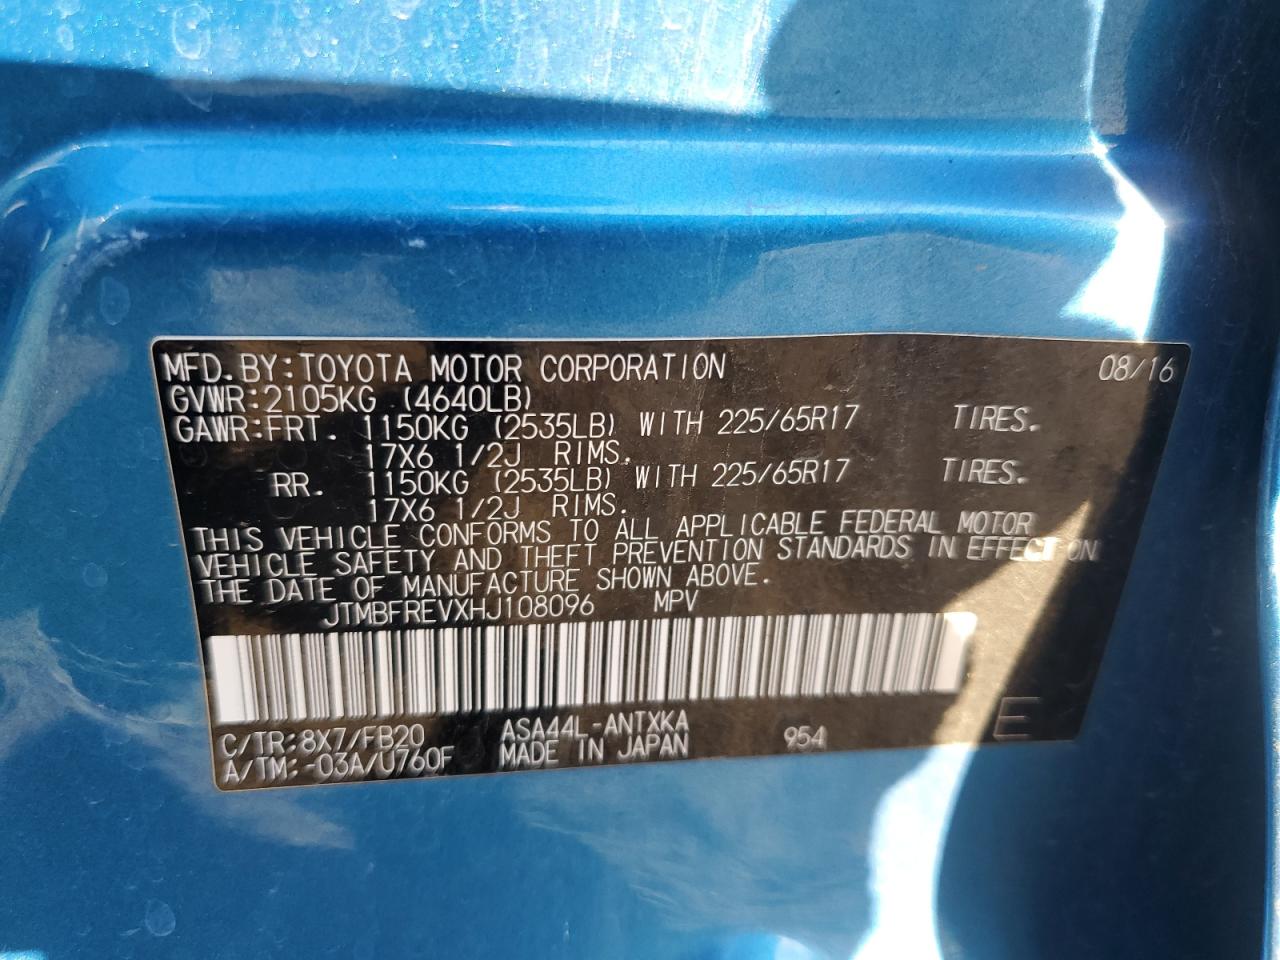 MFD. BY:TOYOTA MOTOR CORPORATION 08/16
GVWR:2105KG (4640LB)
GAWR:FRT. 1150KG (2535LB) WITH 225/65R17 TIRES.
17X6 1/2J RIMS.
RR. 1150KG (2535LB) WITH 225/65R17 TIRES.
17X6 1/2J RIMS.
THIS VEHICLE CONFORMS TO ALL APPLICABLE FEDERAL MOTOR
VEHICLE SAFETY AND THEFT PREVENTION STANDARDS IN EFFECT ON
THE DATE OF MANUFACTURE SHOWN ABOVE.
JTMBFREVXHJ108096 MPV
C/TR:8X7/FB20 ASA44L-ANTXKA 954 E
A/TM:-03A/U760F MADE IN JAPAN